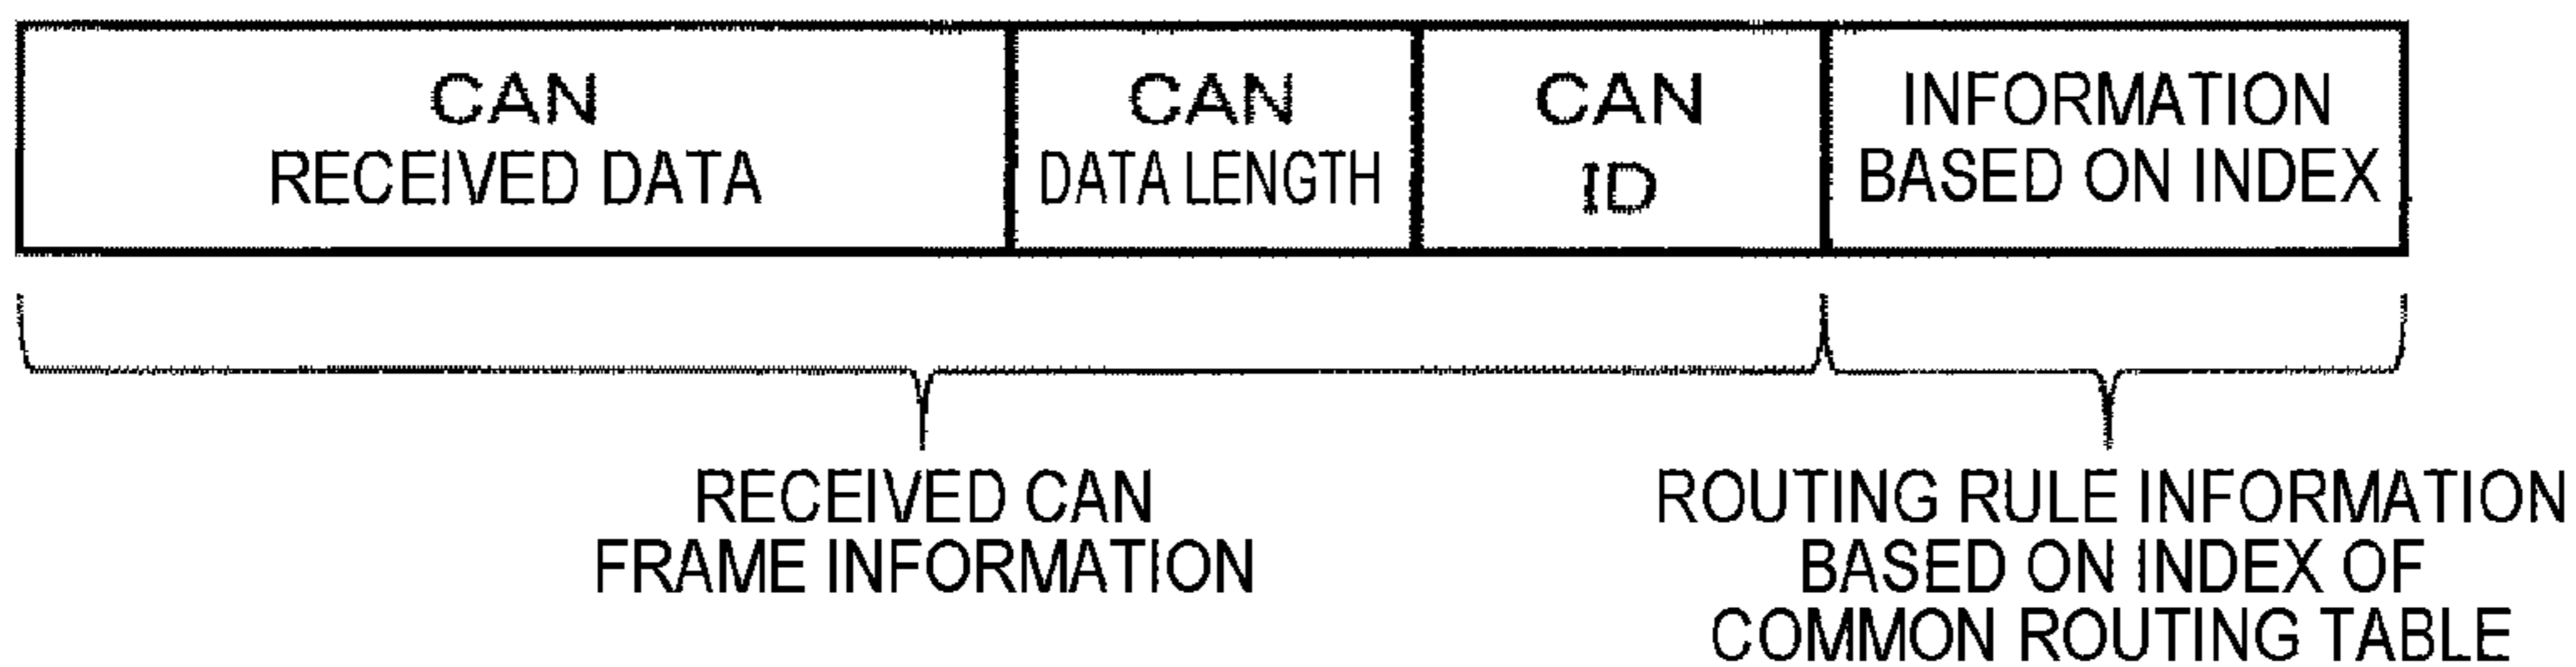 CAN
RECEIVED DATA
CAN
DATA LENGTH
CAN
ID
INFORMATION
BASED ON INDEX
RECEIVED CAN
FRAME INFORMATION
ROUTING RULE INFORMATION
BASED ON INDEX OF
COMMON ROUTING TABLE